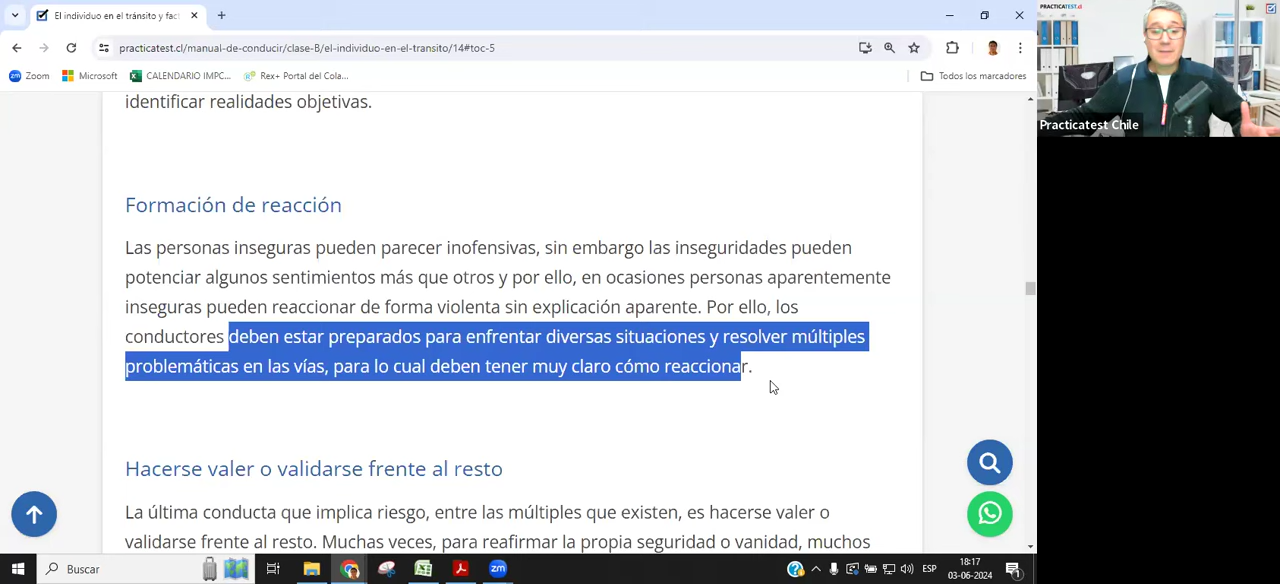 El individuo en el tránsito y fact
practicatest.cl/manual-de-conducir/clase-B/el-individuo-en-el-transito/14#toc-5
Zoom
Microsoft
CALENDARIO IMPC...
Rex+ Portal del Cola...
Todos los marcadores
identificar realidades objetivas.
Formación de reacción
Las personas inseguras pueden parecer inofensivas, sin embargo las inseguridades pueden
potenciar algunos sentimientos más que otros y por ello, en ocasiones personas aparentemente
inseguras pueden reaccionar de forma violenta sin explicación aparente. Por ello, los
conductores deben estar preparados para enfrentar diversas situaciones y resolver múltiples
problemáticas en las vías, para lo cual deben tener muy claro cómo reaccionar.
Hacerse valer o validarse frente al resto
La última conducta que implica riesgo, entre las múltiples que existen, es hacerse valer o
validarse frente al resto. Muchas veces, para reafirmar la propia seguridad o vanidad, muchos
PRACTICATEST.cl
Practicatest Chile
Buscar
zm
ESP
18:17
03-06-2024
1